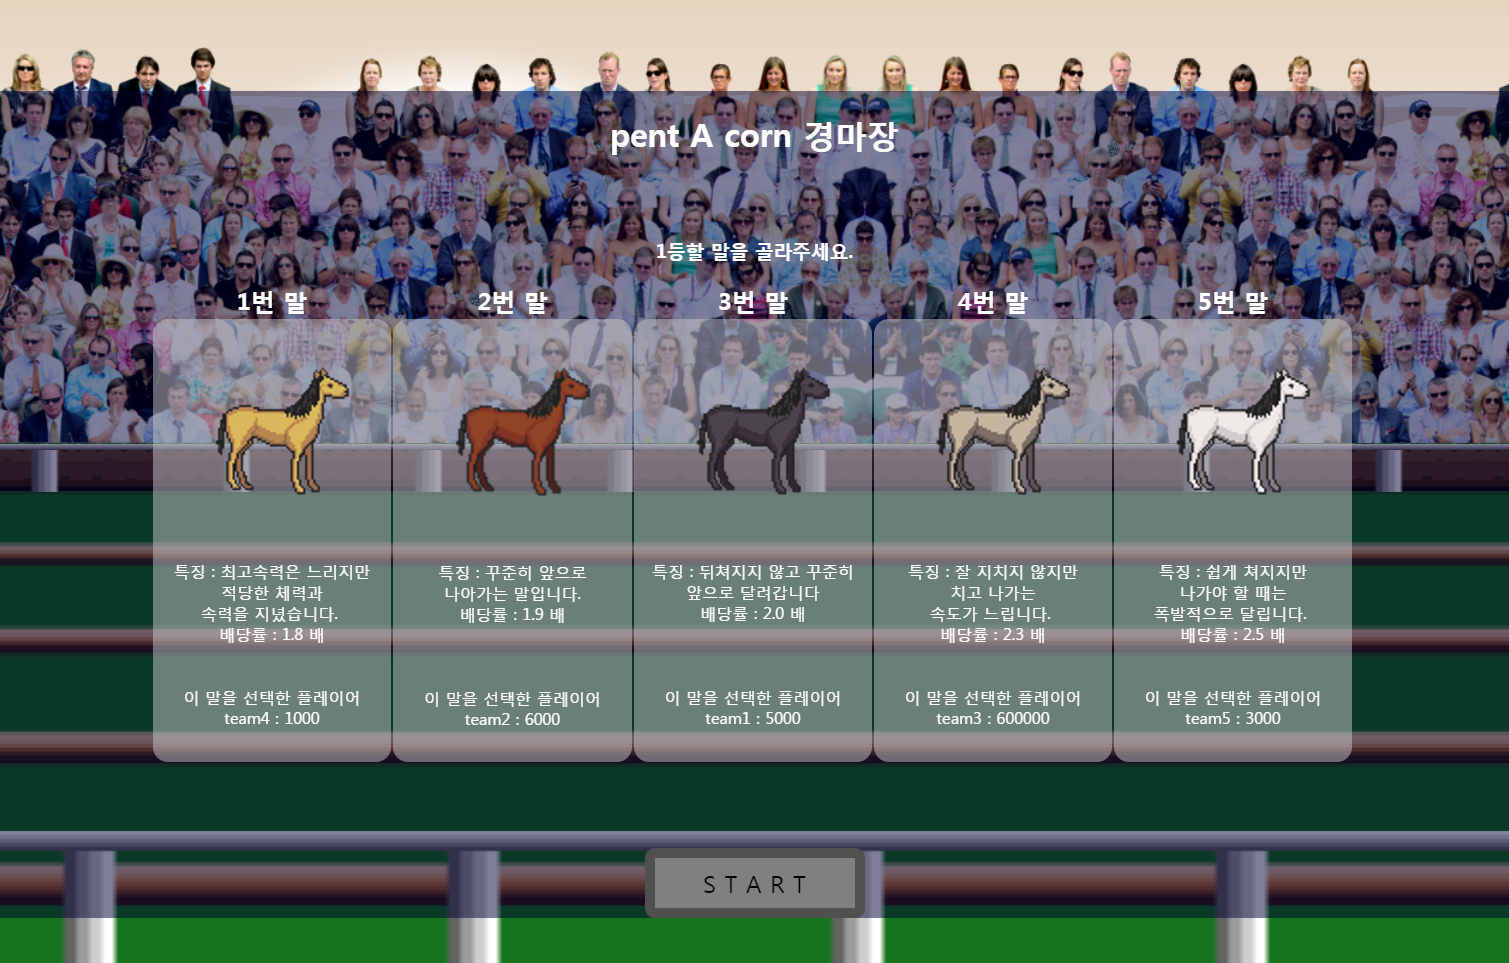 pent A corn 경마장
1등할 말을 골라주세요.
1번 말
2번 말
3번 말
4번 말
5번 말
특징 : 최고속력은 느리지만
적당한 체력과
속력을 지녔습니다.
배당률 : 1.8 배
이 말을 선택한 플레이어
team4 : 1000
특징 : 꾸준히 앞으로
나아가는 말입니다.
배당률 : 1.9 배
이 말을 선택한 플레이어
team2 : 6000
특징 : 뒤쳐지지 않고 꾸준히
앞으로 달려갑니다
배당률 : 2.0 배
이 말을 선택한 플레이어
team1 : 5000
특징 : 잘 지치지 않지만
치고 나가는
속도가 느립니다.
배당률 : 2.3 배
이 말을 선택한 플레이어
team3 : 600000
특징 : 쉽게 쳐지지만
나가야 할 때는
폭발적으로 달립니다.
배당률 : 2.5 배
이 말을 선택한 플레이어
team5 : 3000
START